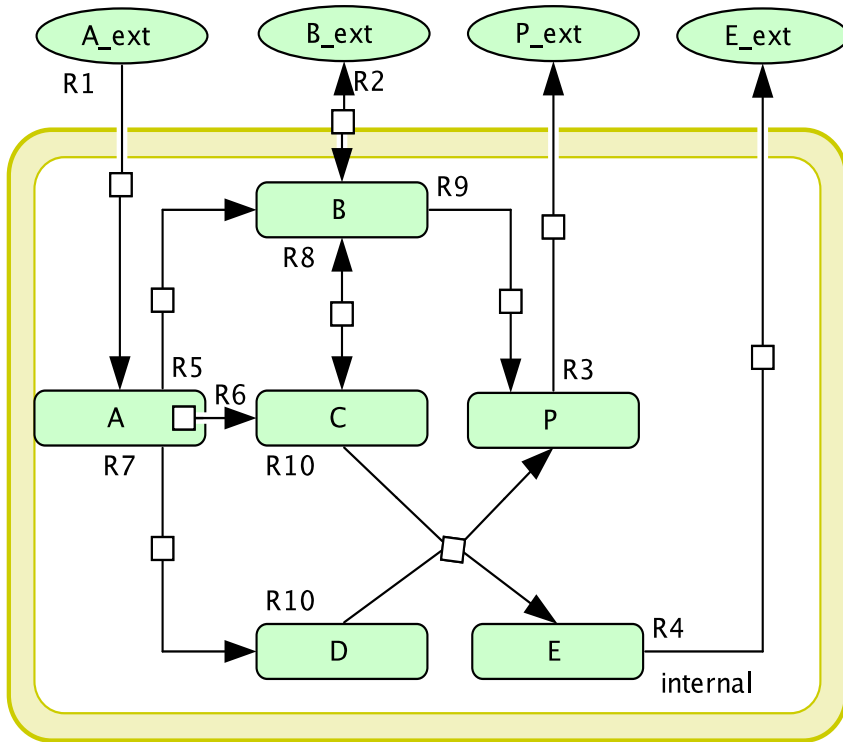 A_ext
B_ext
P_ext
E_ext
R1
R2
B
R9
R8
R5
R6
R3
A
C
P
R7
R10
R10
D
E
R4
internal